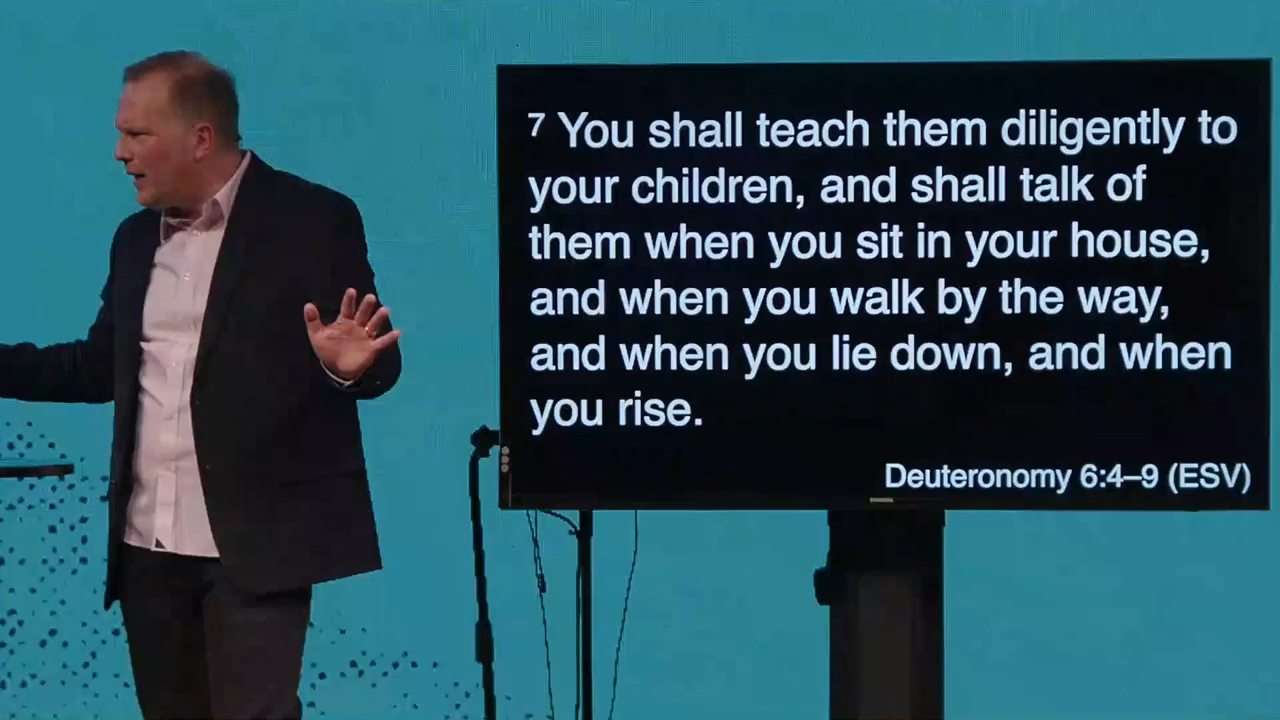 7 You shall teach them diligently to
your children, and shall talk of
them when you sit in your house,
and when you walk by the way,
and when you lie down, and when
you rise.
Deuteronomy 6:4–9 (ESV)